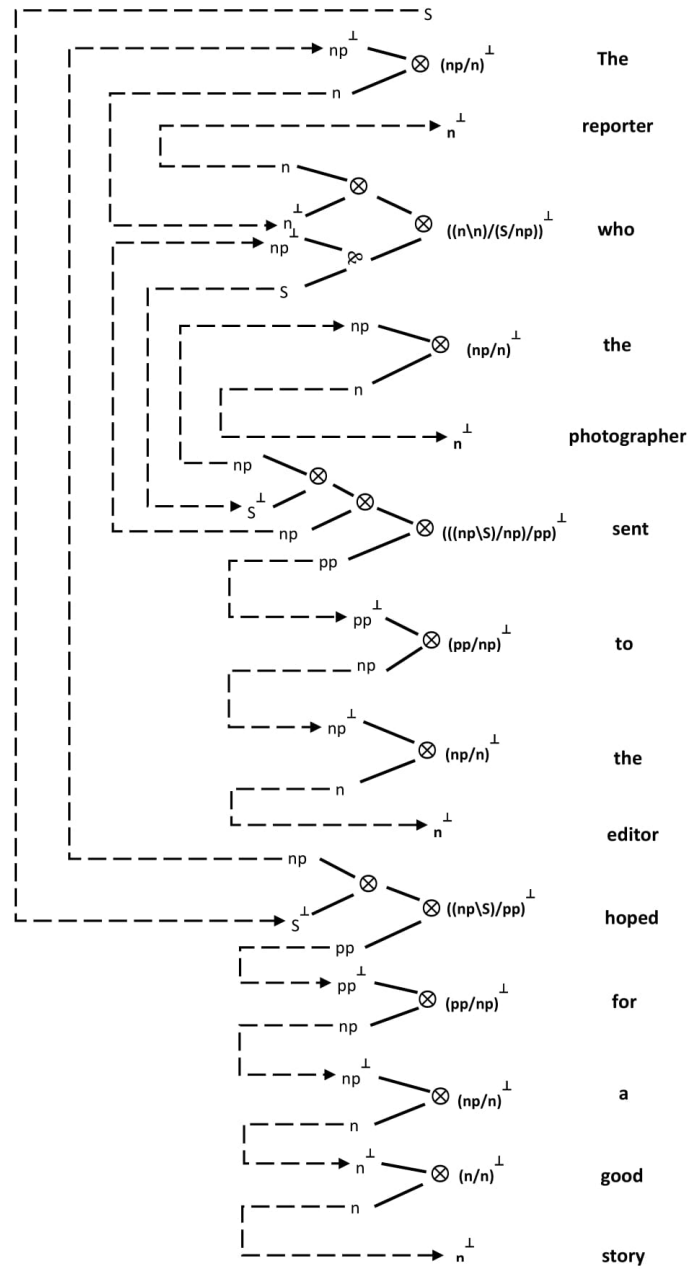 S
np⊥ ⊗ (np/n)⊥ The
n
n⊥ reporter
n
⊗
n⊥ ⊗ ((n\n)/(S/np))⊥ who
np⊥
&
S
np ⊗ (np/n)⊥ the
n
n⊥ photographer
np
⊗
S⊥ ⊗
np ⊗ (((np\S)/np)/pp)⊥ sent
pp
pp⊥ ⊗ (pp/np)⊥ to
np
np⊥ ⊗ (np/n)⊥ the
n
n⊥ editor
np
⊗
S⊥ ⊗ ((np\S)/pp)⊥ hoped
pp
pp⊥ ⊗ (pp/np)⊥ for
np
np⊥ ⊗ (np/n)⊥ a
n
n⊥ ⊗ (n/n)⊥ good
n
n⊥ story